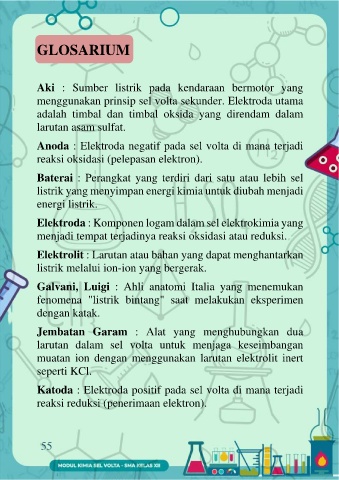 GLOSARIUM
Aki : Sumber listrik pada kendaraan bermotor yang
menggunakan prinsip sel volta sekunder. Elektroda utama
adalah timbal dan timbal oksida yang direndam dalam
larutan asam sulfat.
Anoda : Elektroda negatif pada sel volta di mana terjadi
reaksi oksidasi (pelepasan elektron).
Baterai : Perangkat yang terdiri dari satu atau lebih sel
listrik yang menyimpan energi kimia untuk diubah menjadi
energi listrik.
Elektroda : Komponen logam dalam sel elektrokimia yang
menjadi tempat terjadinya reaksi oksidasi atau reduksi.
Elektrolit : Larutan atau bahan yang dapat menghantarkan
listrik melalui ion-ion yang bergerak.
Galvani, Luigi : Ahli anatomi Italia yang menemukan
fenomena "listrik bintang" saat melakukan eksperimen
dengan katak.
Jembatan Garam : Alat yang menghubungkan dua
larutan dalam sel volta untuk menjaga keseimbangan
muatan ion dengan menggunakan larutan elektrolit inert
seperti KCl.
Katoda : Elektroda positif pada sel volta di mana terjadi
reaksi reduksi (penerimaan elektron).
55
MODUL KIMIA SEL VOLTA - SMA KELAS XII